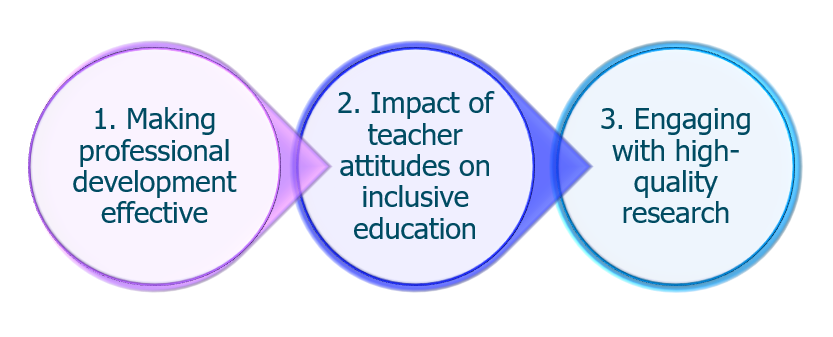 1. Making
professional
development
effective
2. Impact of
teacher
attitudes on
inclusive
education
3. Engaging
with high-
quality
research